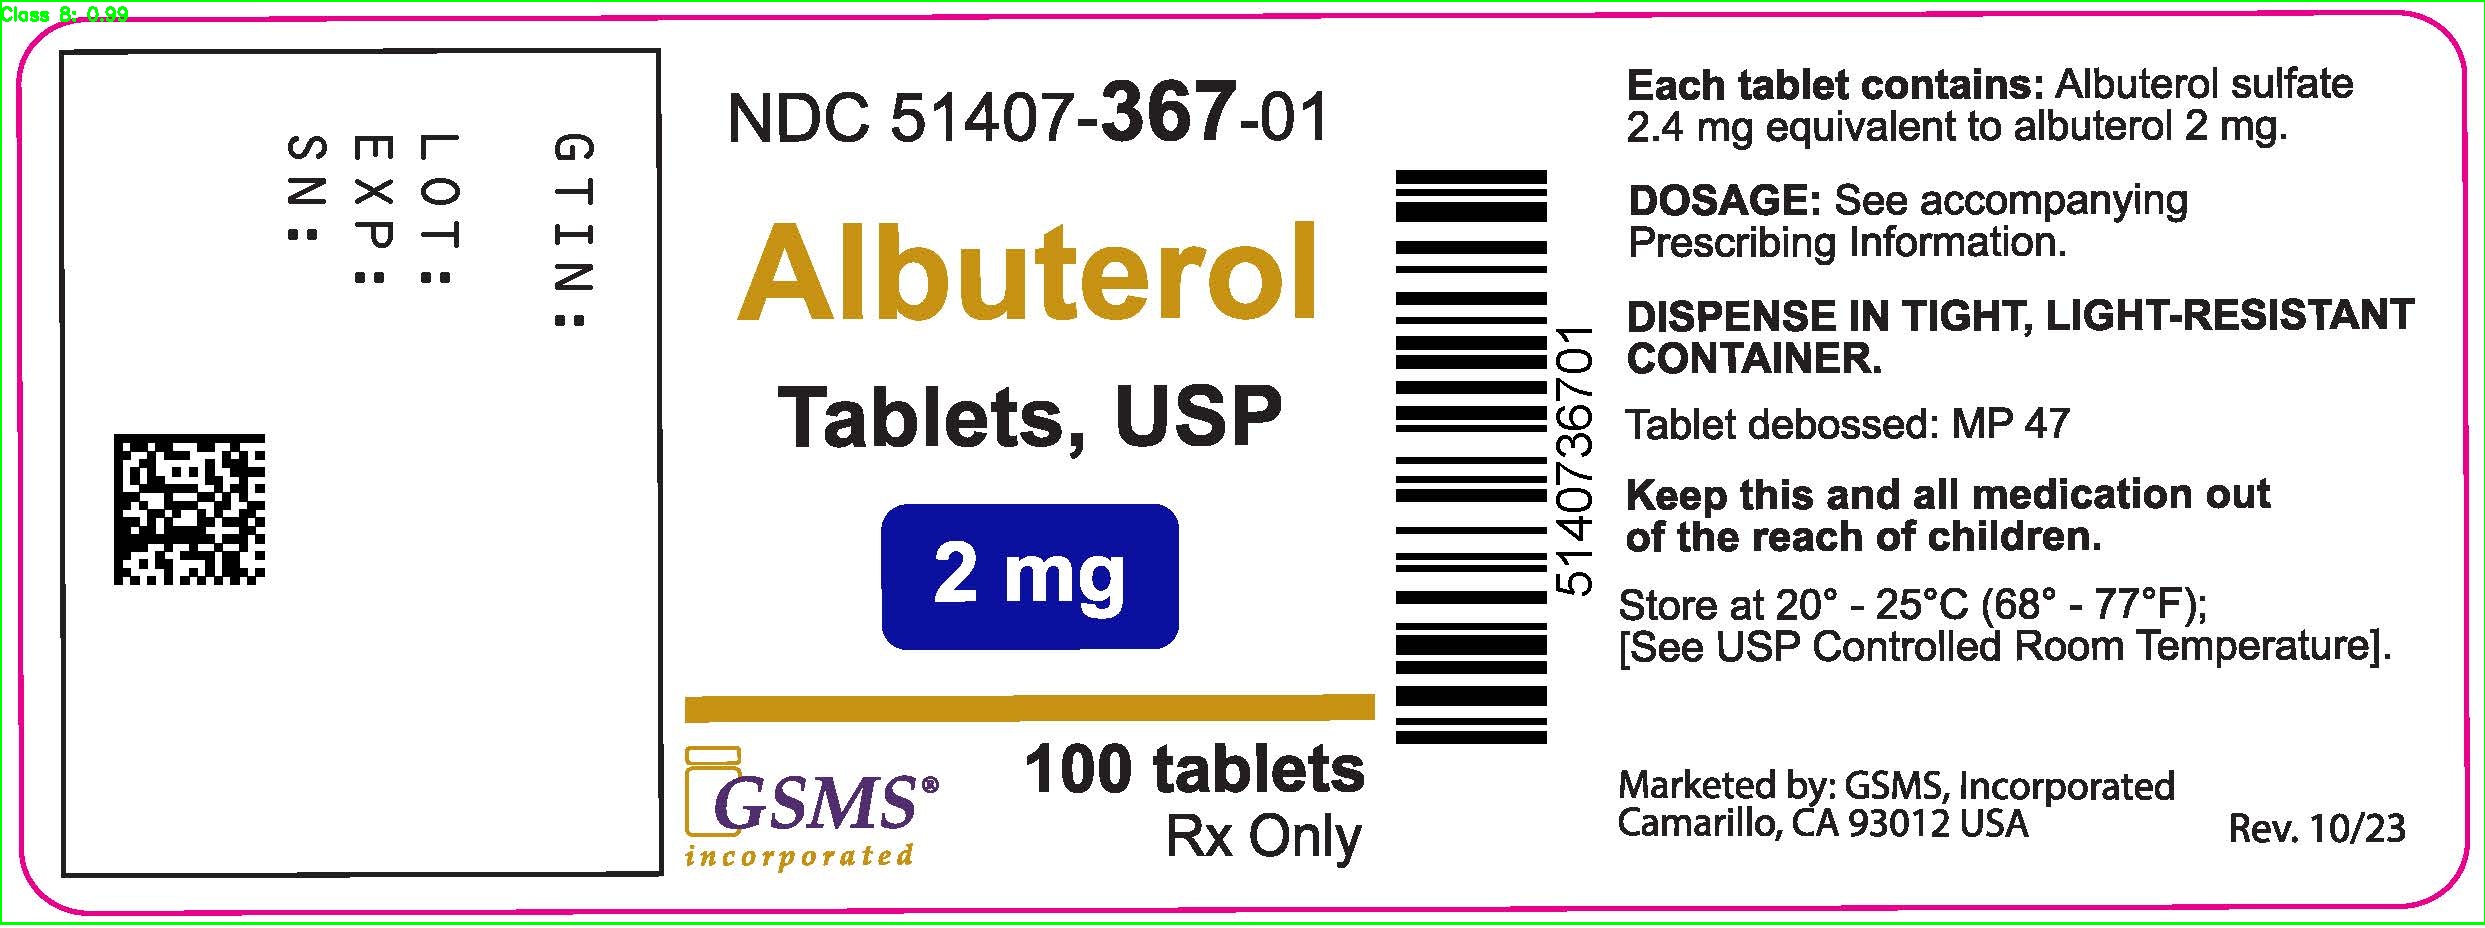 Class 8: 0.99
GTIN:
LOT:
EXP:
SN:
NDC 51407-367-01
Albuterol
Tablets, USP
2 mg
GSMS®
incorporated
100 tablets
Rx Only
5140736701
Each tablet contains: Albuterol sulfate
2.4 mg equivalent to albuterol 2 mg.
DOSAGE: See accompanying
Prescribing Information.
DISPENSE IN TIGHT, LIGHT-RESISTANT
CONTAINER.
Tablet debossed: MP 47
Keep this and all medication out
of the reach of children.
Store at 20° - 25°C (68° - 77°F);
[See USP Controlled Room Temperature].
Marketed by: GSMS, Incorporated
Camarillo, CA 93012 USA
Rev. 10/23